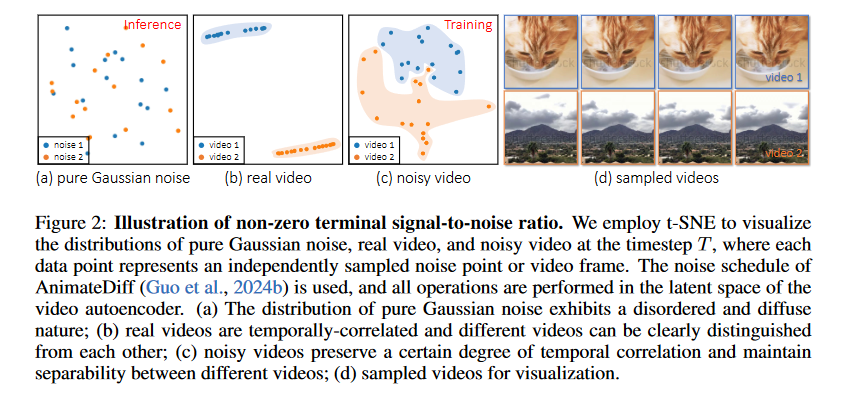 Inference
Training
noise 1
noise 2
video 1
video 2
video 1
video 2
video 1
video 2
(a) pure Gaussian noise (b) real video (c) noisy video (d) sampled videos
Figure 2: Illustration of non-zero terminal signal-to-noise ratio. We employ t-SNE to visualize
the distributions of pure Gaussian noise, real video, and noisy video at the timestep T, where each
data point represents an independently sampled noise point or video frame. The noise schedule of
AnimateDiff (Guo et al., 2024b) is used, and all operations are performed in the latent space of the
video autoencoder. (a) The distribution of pure Gaussian noise exhibits a disordered and diffuse
nature; (b) real videos are temporally-correlated and different videos can be clearly distinguished
from each other; (c) noisy videos preserve a certain degree of temporal correlation and maintain
separability between different videos; (d) sampled videos for visualization.